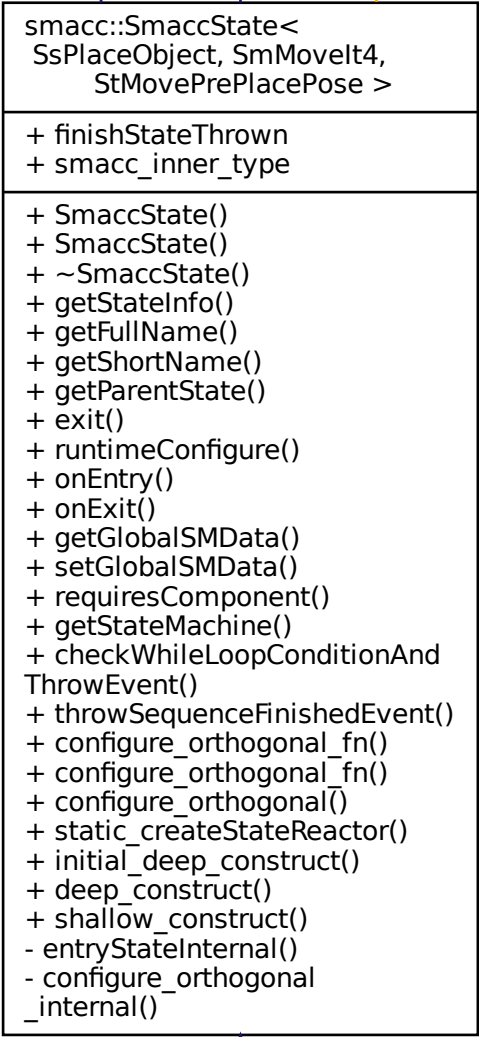 smacc::SmaccState<
SsPlaceObject, SmMoveIt4,
StMovePrePlacePose >
+ finishStateThrown
+ smacc_inner_type
+ SmaccState()
+ SmaccState()
+ ~SmaccState()
+ getStateInfo()
+ getFullName()
+ getShortName()
+ getParentState()
+ exit()
+ runtimeConfigure()
+ onEntry()
+ onExit()
+ getGlobalSMData()
+ setGlobalSMData()
+ requiresComponent()
+ getStateMachine()
+ checkWhileLoopConditionAnd
ThrowEvent()
+ throwSequenceFinishedEvent()
+ configure_orthogonal_fn()
+ configure_orthogonal_fn()
+ configure_orthogonal()
+ static_createStateReactor()
+ initial_deep_construct()
+ deep_construct()
+ shallow_construct()
- entryStateInternal()
- configure_orthogonal
_internal()